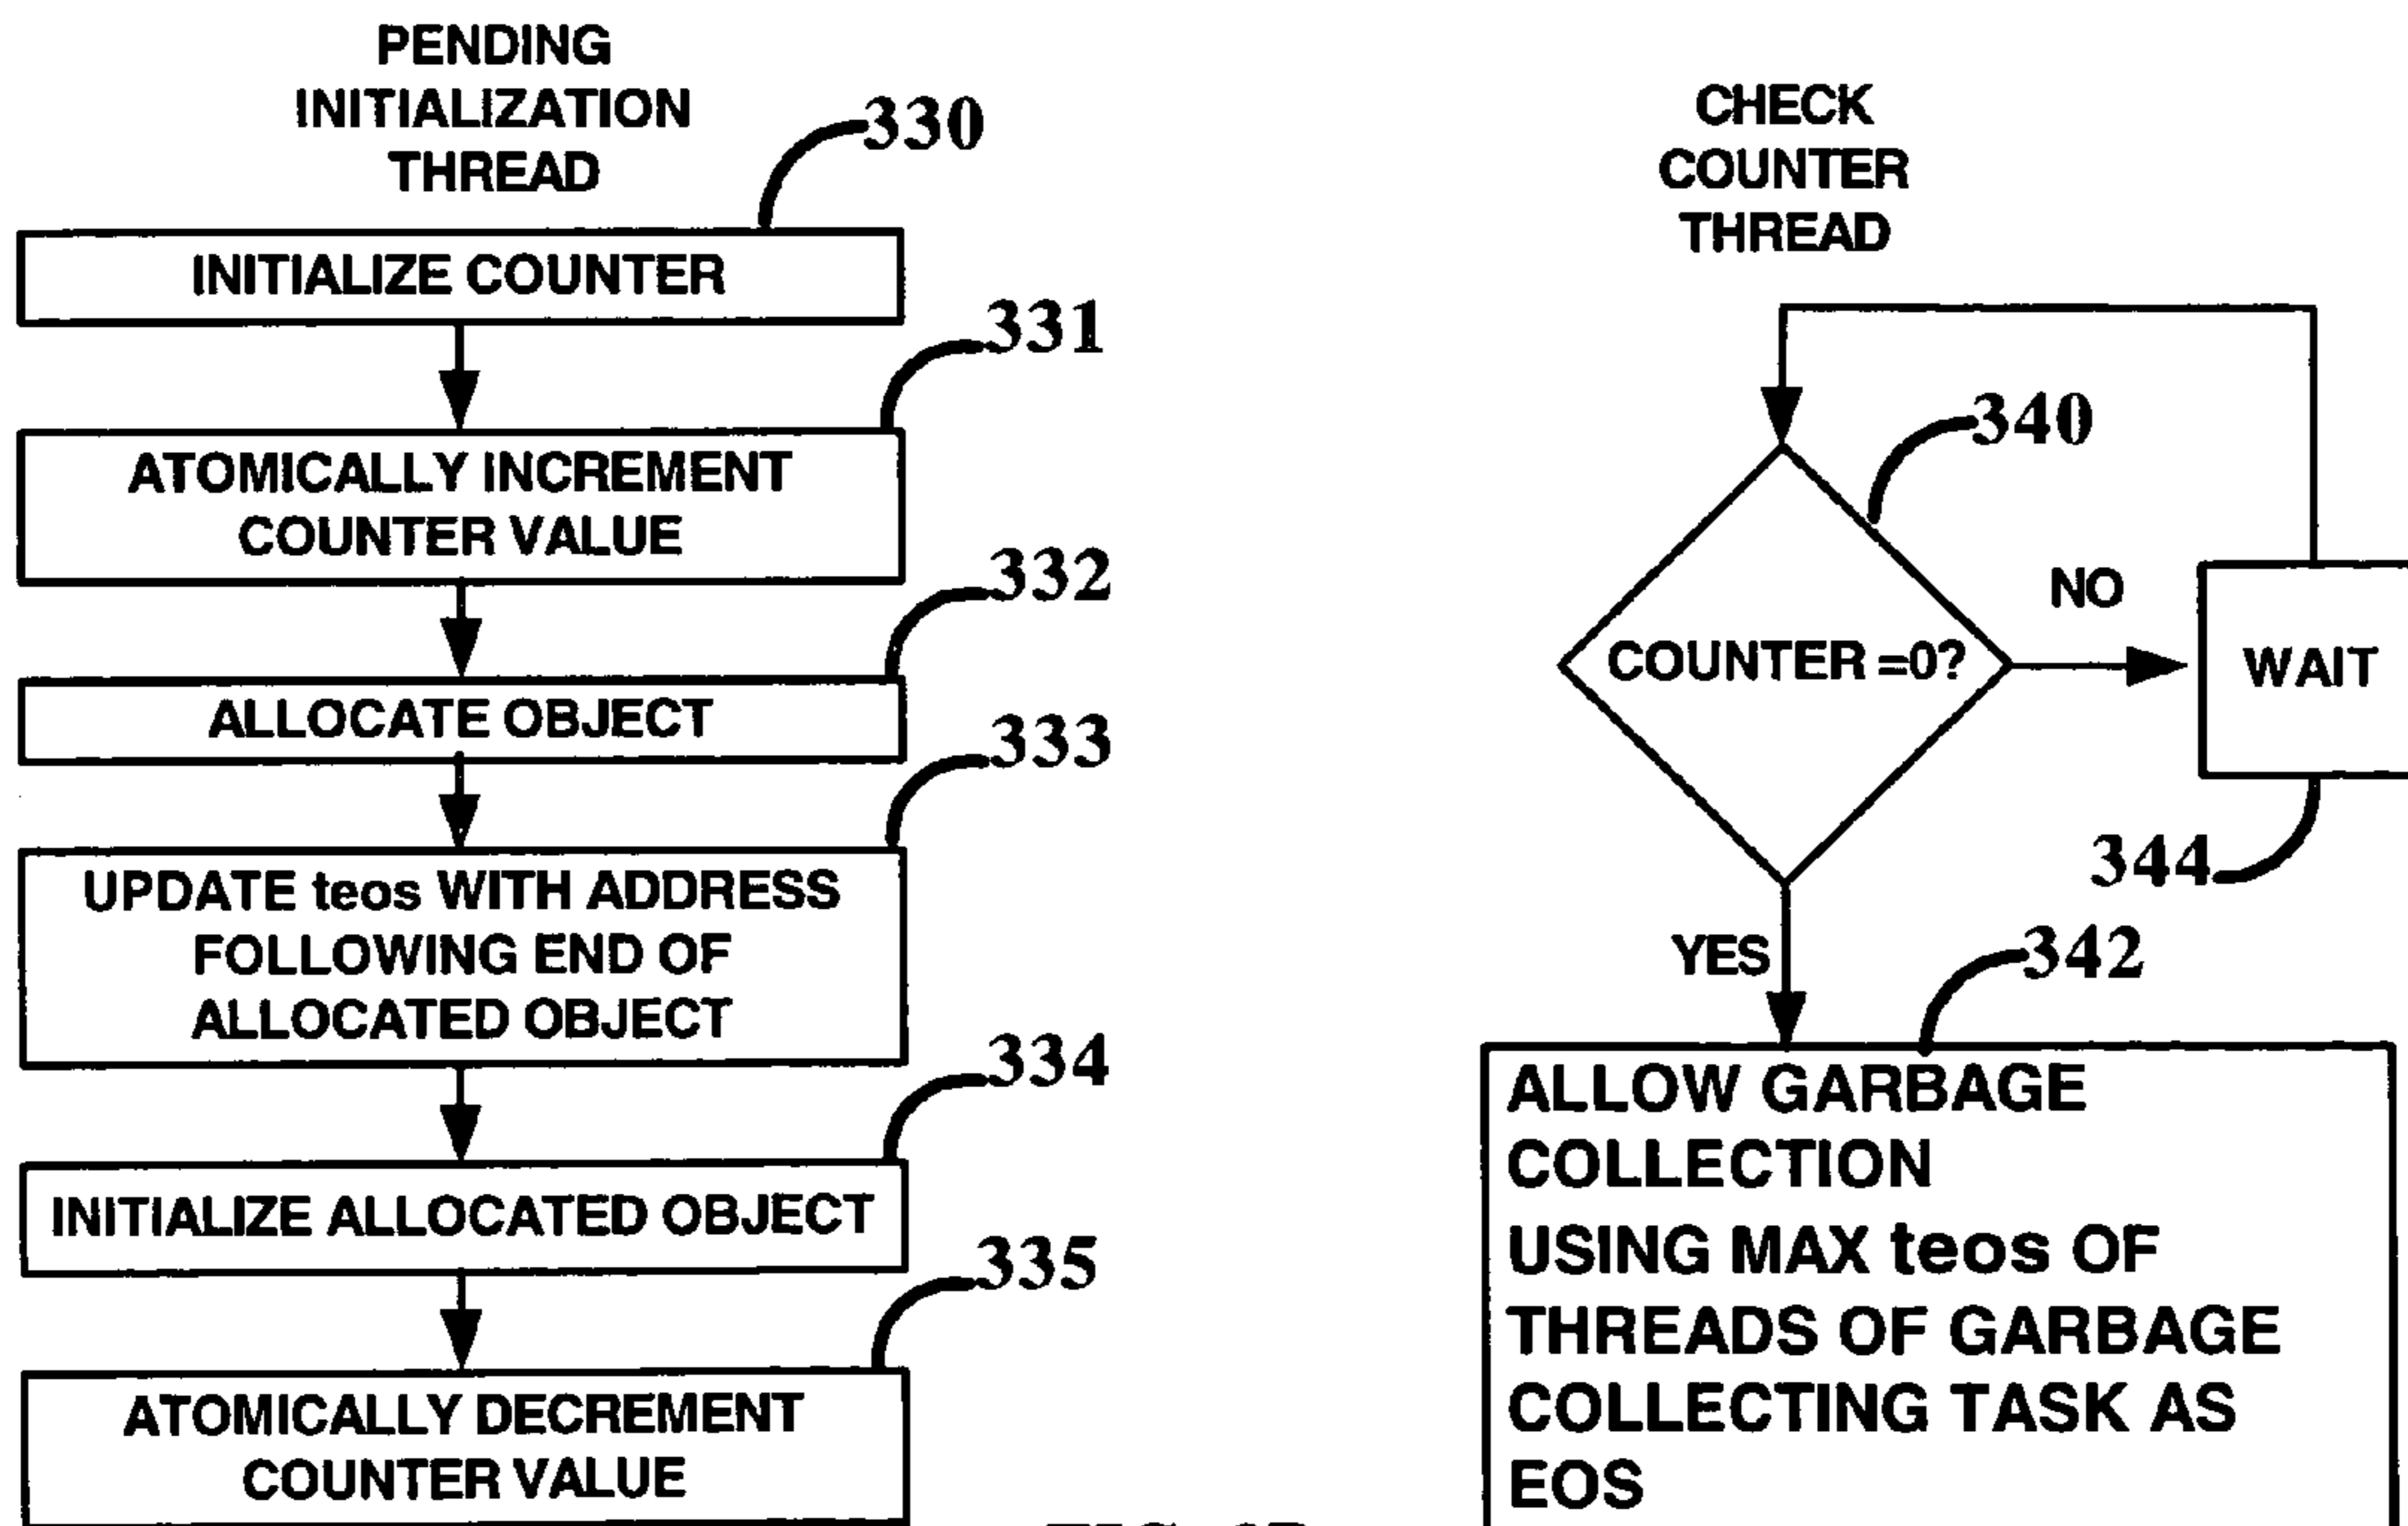 PENDING
INITIALIZATION
THREAD
330
INITIALIZE COUNTER
331
ATOMICALLY INCREMENT
COUNTER VALUE
332
ALLOCATE OBJECT
333
UPDATE teos WITH ADDRESS
FOLLOWING END OF
ALLOCATED OBJECT
334
INITIALIZE ALLOCATED OBJECT
335
ATOMICALLY DECREMENT
COUNTER VALUE
CHECK
COUNTER
THREAD
340
COUNTER =0?
NO
WAIT
344
YES
342
ALLOW GARBAGE
COLLECTION
USING MAX teos OF
THREADS OF GARBAGE
COLLECTING TASK AS
EOS